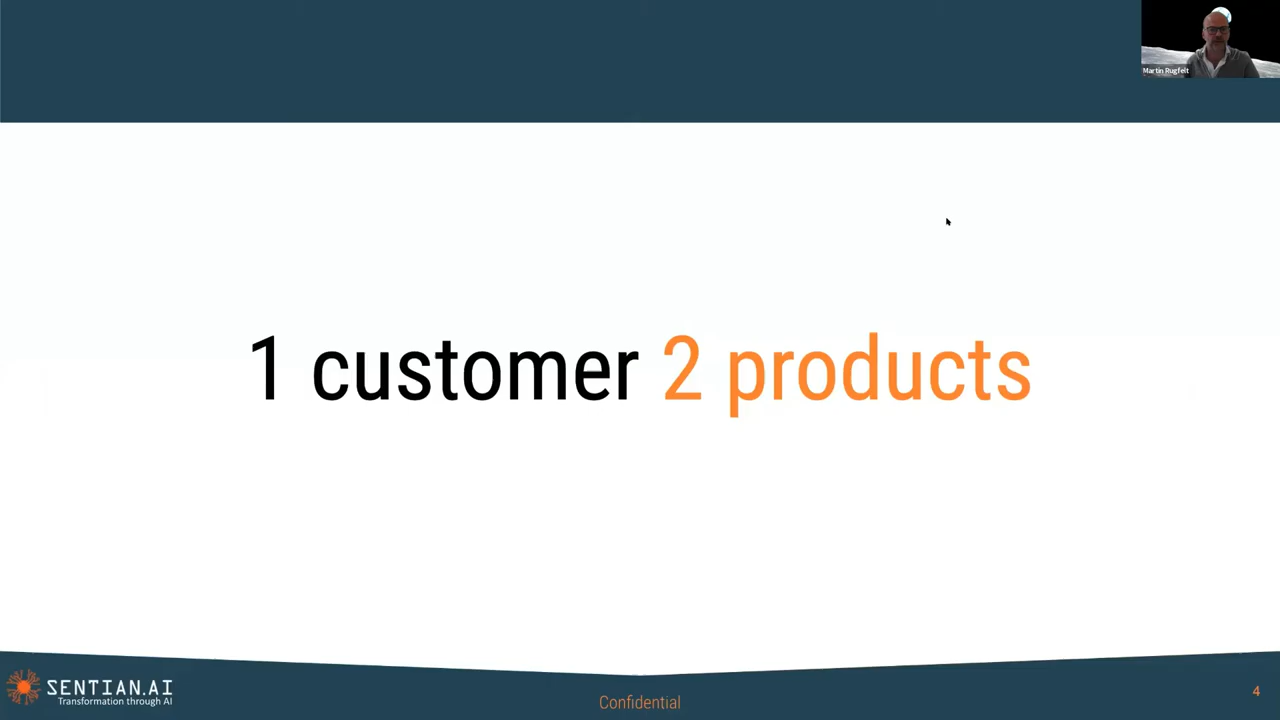 Martin Rugfelt
1 customer 2 products
SENTIAN.AI
Transformation through AI
Confidential
4